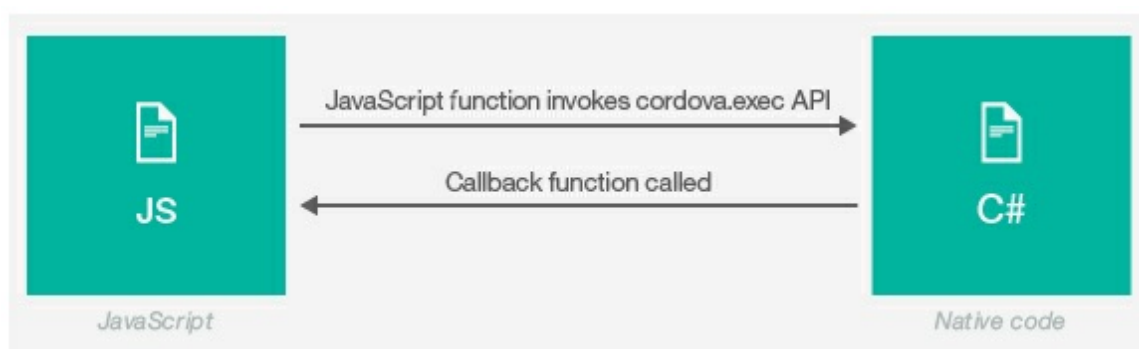 JavaScript function invokes cordova.exec API
Callback function called
JS
C#
JavaScript
Native code